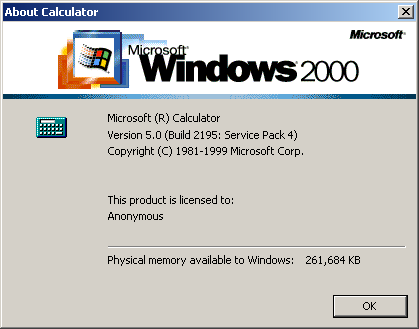 About Calculator
Microsoft
Microsoft
Windows 2000
Microsoft (R) Calculator
Version 5.0 (Build 2195: Service Pack 4)
Copyright (C) 1981-1999 Microsoft Corp.
This product is licensed to:
Anonymous
Physical memory available to Windows: 261,684 KB
OK